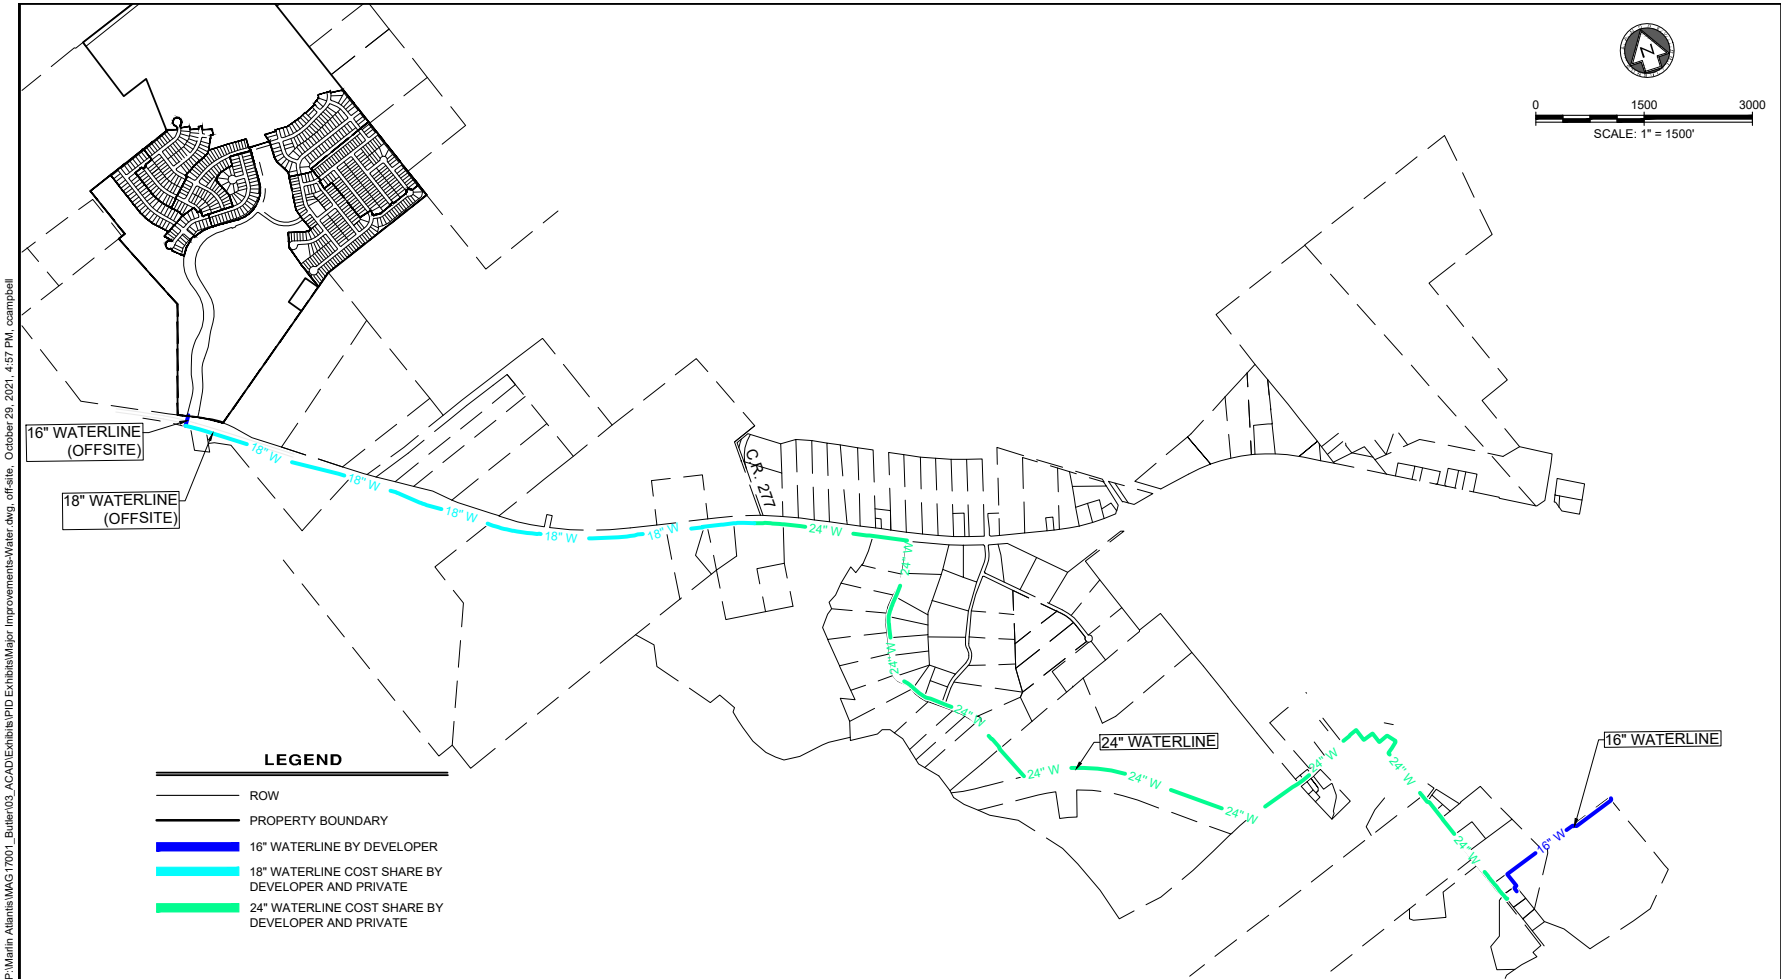 P:\Marlin Atlantis\MAG17001_Butler\03_ACAD\Exhibits\PID Exhibits\Major Improvements-Water.dwg, off-site, October 29, 2021, 4:57 PM, ccampbell
N
0 1500 3000
SCALE: 1" = 1500'
16" WATERLINE
(OFFSITE)
18" WATERLINE
(OFFSITE)
18" W
18" W
18" W
18" W
18" W
C.R. 277
24" W
24" W
24" W
24" W
24" WATERLINE
24" W
24" W
24" W
24" W
24" W
24" W
16" WATERLINE
16" W
LEGEND
ROW
PROPERTY BOUNDARY
16" WATERLINE BY DEVELOPER
18" WATERLINE COST SHARE BY
DEVELOPER AND PRIVATE
24" WATERLINE COST SHARE BY
DEVELOPER AND PRIVATE